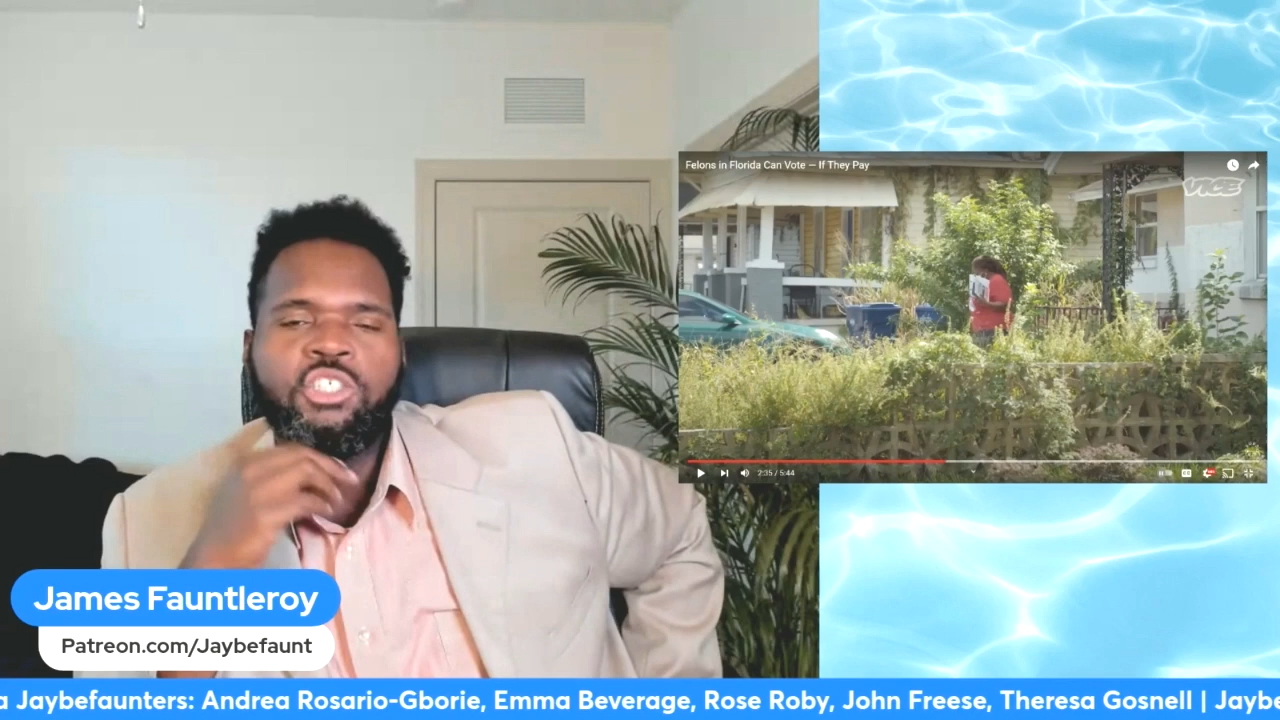 Felons in Florida Can Vote — If They Pay
VICE
2:35 / 5:44
James Fauntleroy
Patreon.com/Jaybefaunt
a Jaybefaunters: Andrea Rosario-Gborie, Emma Beverage, Rose Roby, John Freese, Theresa Gosnell | Jaybe